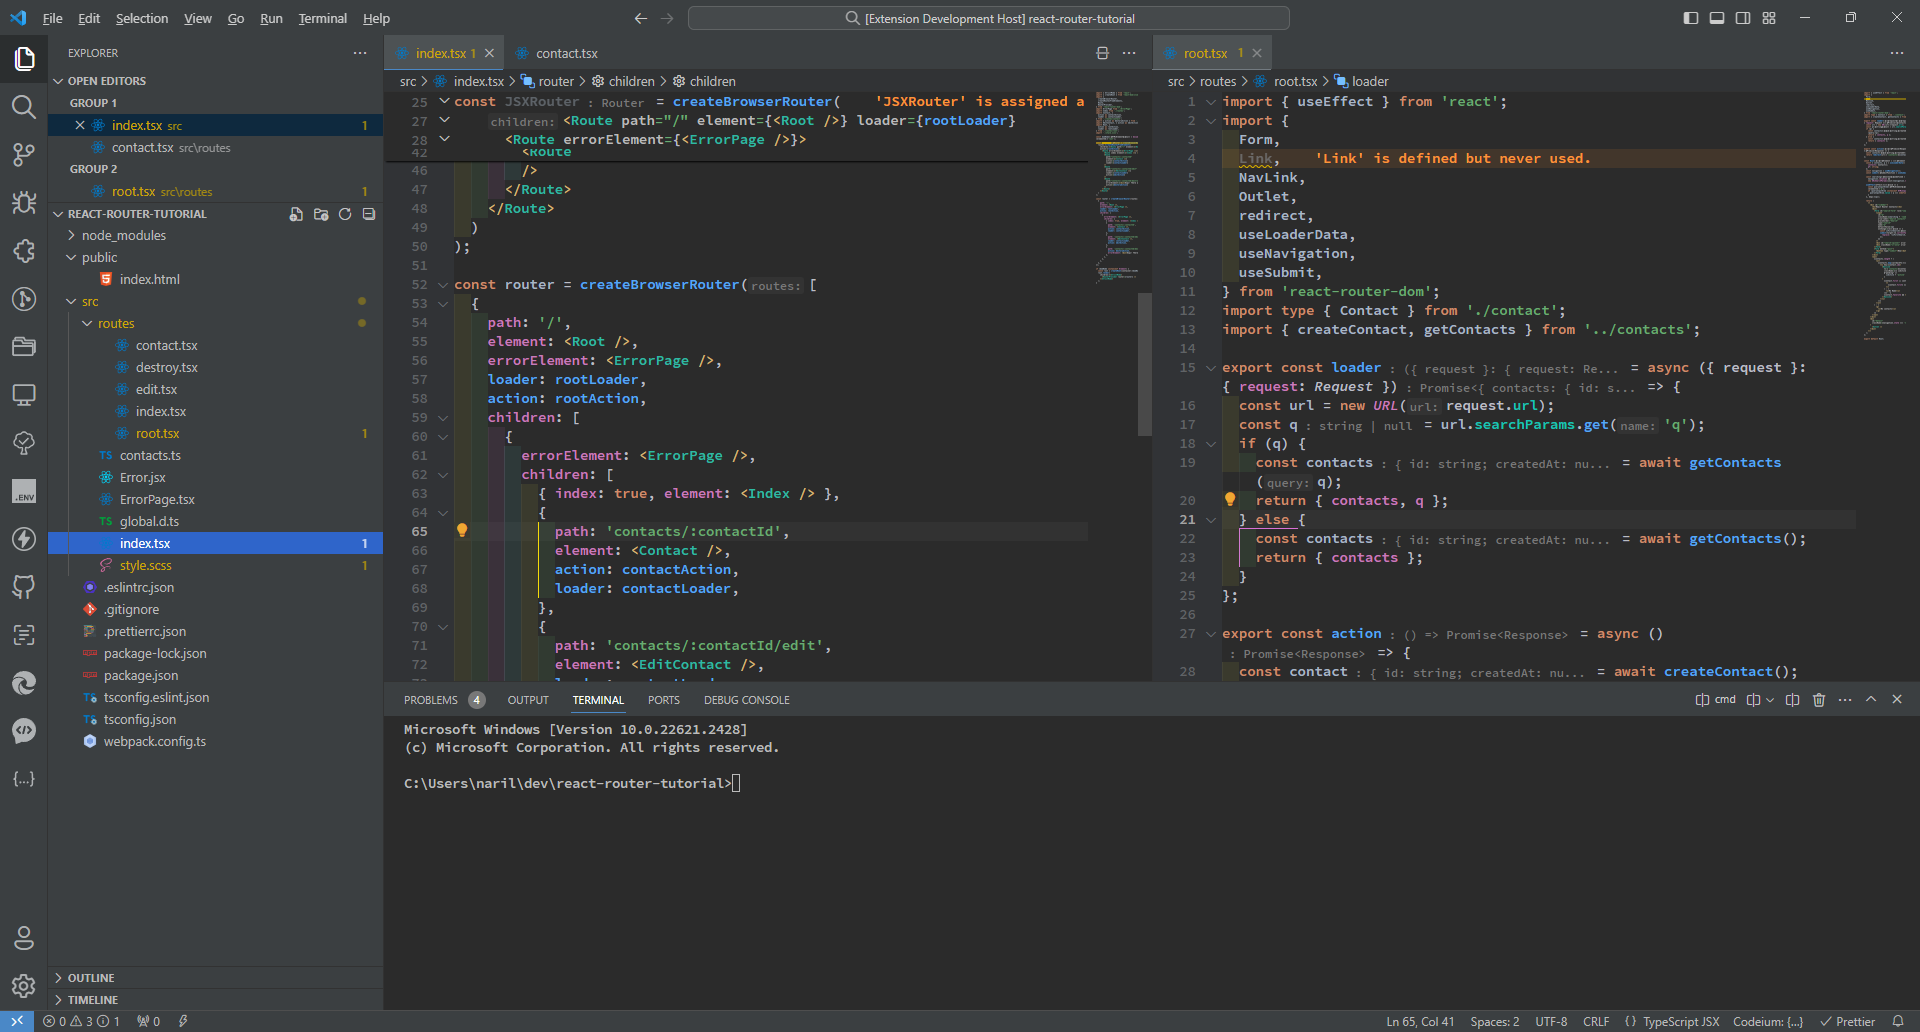 File Edit Selection View Go Run Terminal Help
[Extension Development Host] react-router-tutorial
EXPLORER
OPEN EDITORS
GROUP 1
index.tsx src 1
contact.tsx src\routes
GROUP 2
root.tsx src\routes 1
REACT-ROUTER-TUTORIAL
node_modules
public
index.html
src
routes
contact.tsx
destroy.tsx
edit.tsx
index.tsx
root.tsx 1
TS contacts.ts
Error.jsx
ErrorPage.tsx
TS global.d.ts
index.tsx 1
style.scss 1
.eslintrc.json
.gitignore
.prettierrc.json
package-lock.json
package.json
tsconfig.eslint.json
tsconfig.json
webpack.config.ts
OUTLINE
TIMELINE
.ENV
index.tsx 1
contact.tsx
src > index.tsx > router > children > children
25 const JSXRouter : Router = createBrowserRouter( 'JSXRouter' is assigned a
27 children: <Route path="/" element={<Root />} loader={rootLoader}
28 <Route errorElement={<ErrorPage />}>
42 <Route
46 />
47 </Route>
48 </Route>
49 )
50 );
51
52 const router = createBrowserRouter( routes: [
53 {
54 path: '/',
55 element: <Root />,
56 errorElement: <ErrorPage />,
57 loader: rootLoader,
58 action: rootAction,
59 children: [
60 {
61 errorElement: <ErrorPage />,
62 children: [
63 { index: true, element: <Index /> },
64 {
65 path: 'contacts/:contactId',
66 element: <Contact />,
67 action: contactAction,
68 loader: contactLoader,
69 },
70 {
71 path: 'contacts/:contactId/edit',
72 element: <EditContact />,
root.tsx 1
src > routes > root.tsx > loader
1 import { useEffect } from 'react';
2 import {
3 Form,
4 Link, 'Link' is defined but never used.
5 NavLink,
6 Outlet,
7 redirect,
8 useLoaderData,
9 useNavigation,
10 useSubmit,
11 } from 'react-router-dom';
12 import type { Contact } from './contact';
13 import { createContact, getContacts } from '../contacts';
14
15 export const loader : ({ request }: { request: Re... = async ({ request }:
{ request: Request }) : Promise<{ contacts: { id: s... => {
16 const url = new URL( url: request.url);
17 const q : string | null = url.searchParams.get( name: 'q');
18 if (q) {
19 const contacts : { id: string; createdAt: nu... = await getContacts
( query: q);
20 return { contacts, q };
21 } else {
22 const contacts : { id: string; createdAt: nu... = await getContacts();
23 return { contacts };
24 }
25 };
26
27 export const action : () => Promise<Response> = async ()
: Promise<Response> => {
28 const contact : { id: string; createdAt: nu... = await createContact();
PROBLEMS 4 OUTPUT TERMINAL PORTS DEBUG CONSOLE
cmd
Microsoft Windows [Version 10.0.22621.2428]
(c) Microsoft Corporation. All rights reserved.
C:\Users\naril\dev\react-router-tutorial>
0 3 1 0
Ln 65, Col 41 Spaces: 2 UTF-8 CRLF {} TypeScript JSX Codeium: {...} Prettier